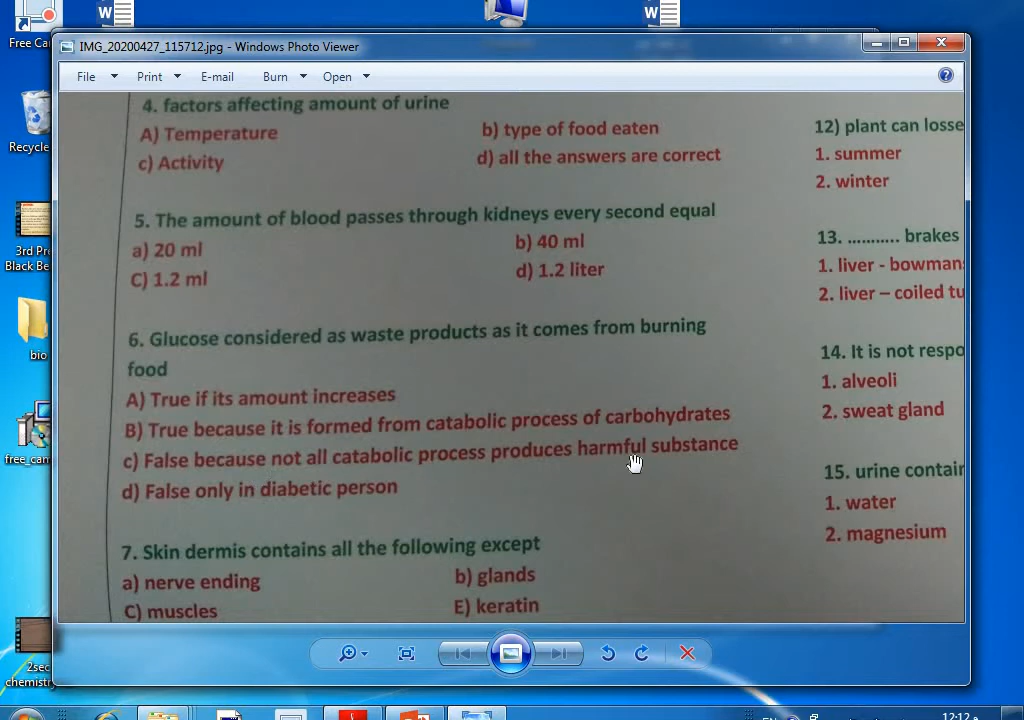 Free Ca
IMG_20200427_115712.jpg - Windows Photo Viewer
File Print E-mail Burn Open
Recycle
3rd Pr
Black Be
bio
free_cam
2sec
chemistr
4. factors affecting amount of urine
A) Temperature b) type of food eaten
c) Activity d) all the answers are correct
5. The amount of blood passes through kidneys every second equal
a) 20 ml b) 40 ml
C) 1.2 ml d) 1.2 liter
6. Glucose considered as waste products as it comes from burning
food
A) True if its amount increases
B) True because it is formed from catabolic process of carbohydrates
c) False because not all catabolic process produces harmful substance
d) False only in diabetic person
7. Skin dermis contains all the following except
a) nerve ending b) glands
C) muscles E) keratin
12) plant can losse
1. summer
2. winter
13. ........... brakes
1. liver - bowmans
2. liver – coiled tu
14. It is not respo
1. alveoli
2. sweat gland
15. urine contain
1. water
2. magnesium
EN
12:12 م